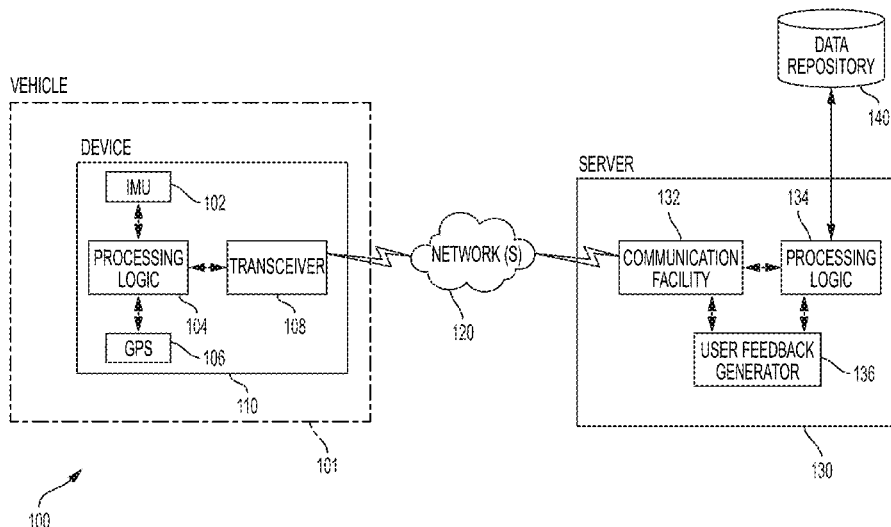 DATA
REPOSITORY
140
VEHICLE
DEVICE
IMU
102
PROCESSING
LOGIC
104
TRANSCEIVER
108
GPS
106
110
101
100
NETWORK (S)
120
SERVER
132
134
COMMUNICATION
FACILITY
PROCESSING
LOGIC
USER FEEDBACK
GENERATOR
136
130